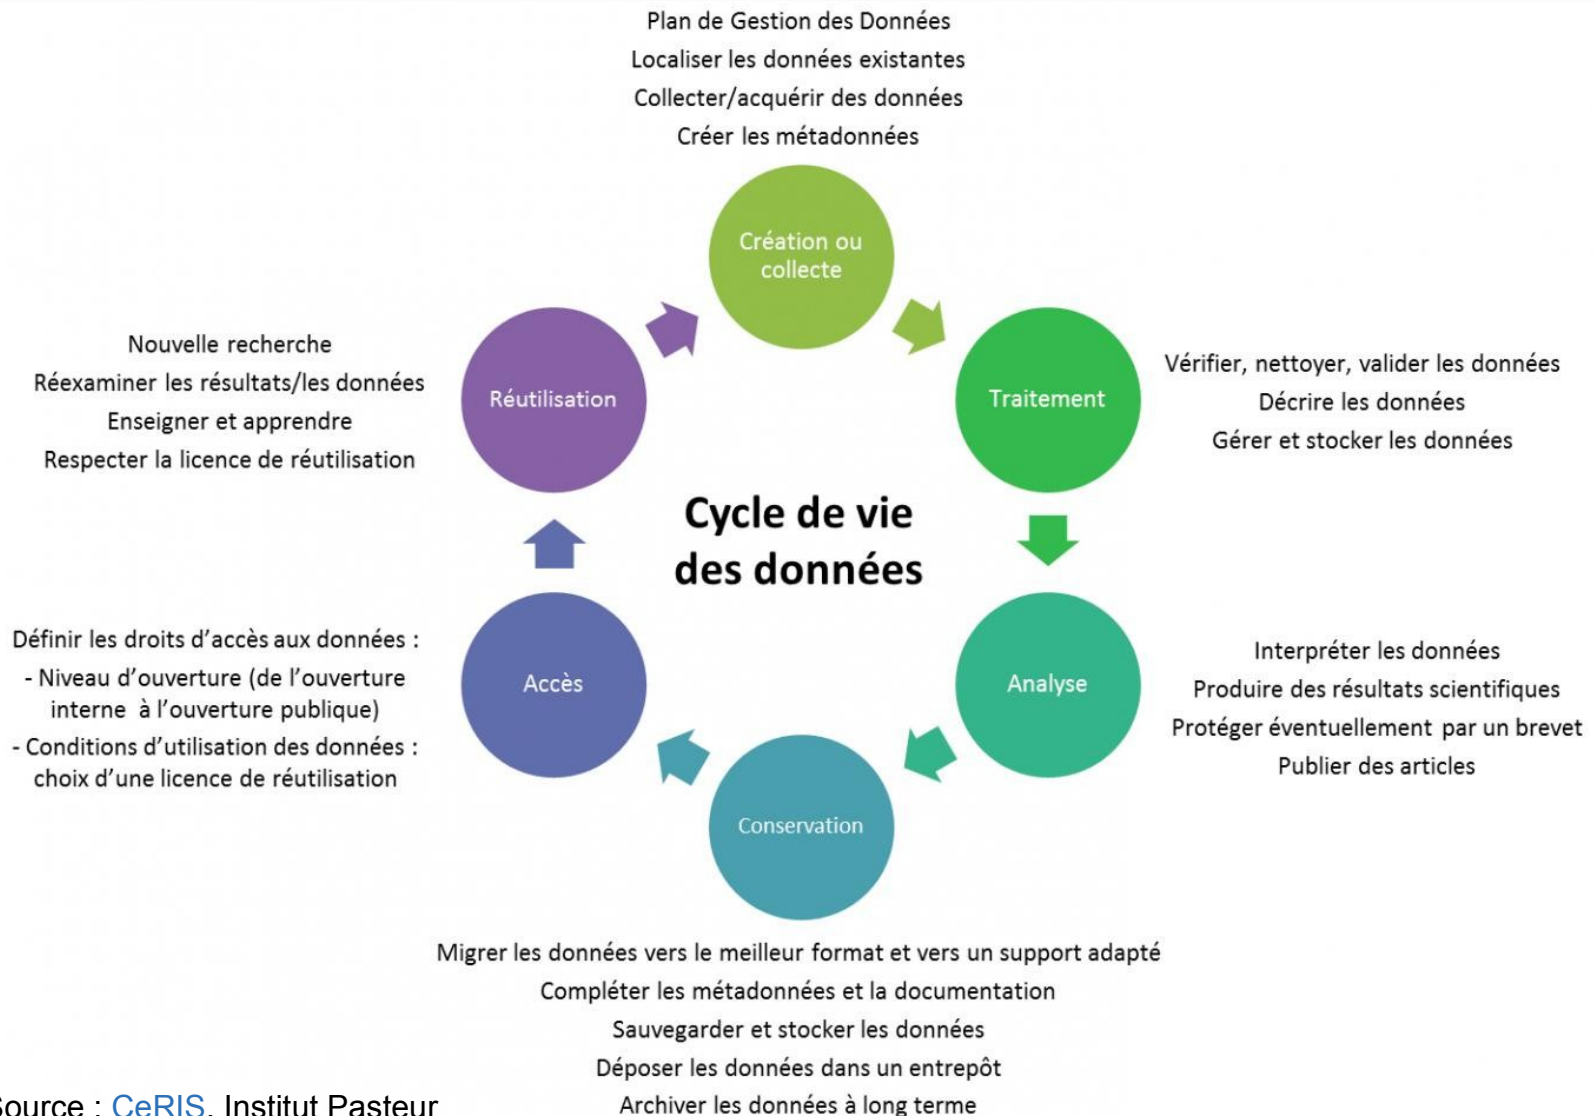 Plan de Gestion des Données
Localiser les données existantes
Collecter/acquérir des données
Créer les métadonnées
Création ou
collecte
Traitement
Vérifier, nettoyer, valider les données
Décrire les données
Gérer et stocker les données
Analyse
Interpréter les données
Produire des résultats scientifiques
Protéger éventuellement par un brevet
Publier des articles
Conservation
Migrer les données vers le meilleur format et vers un support adapté
Compléter les métadonnées et la documentation
Sauvegarder et stocker les données
Déposer les données dans un entrepôt
Archiver les données à long terme
Accès
Définir les droits d’accès aux données :
- Niveau d’ouverture (de l’ouverture
interne à l’ouverture publique)
- Conditions d’utilisation des données :
choix d’une licence de réutilisation
Réutilisation
Nouvelle recherche
Réexaminer les résultats/les données
Enseigner et apprendre
Respecter la licence de réutilisation
Cycle de vie
des données
Source : CeRIS, Institut Pasteur